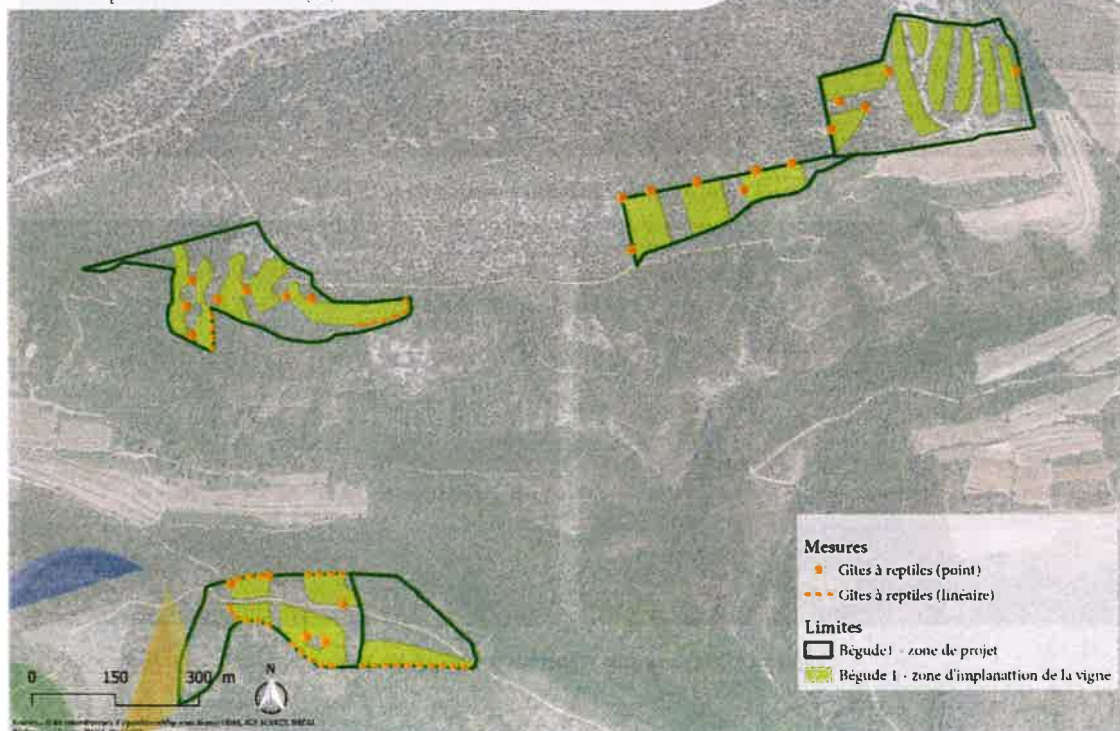 Mesures
Gîtes à reptiles (point)
Gîtes à reptiles (linéaire)
Limites
Bégude1 - zone de projet
Bégude 1 - zone d'implanattion de la vigne
0 150 300 m
N